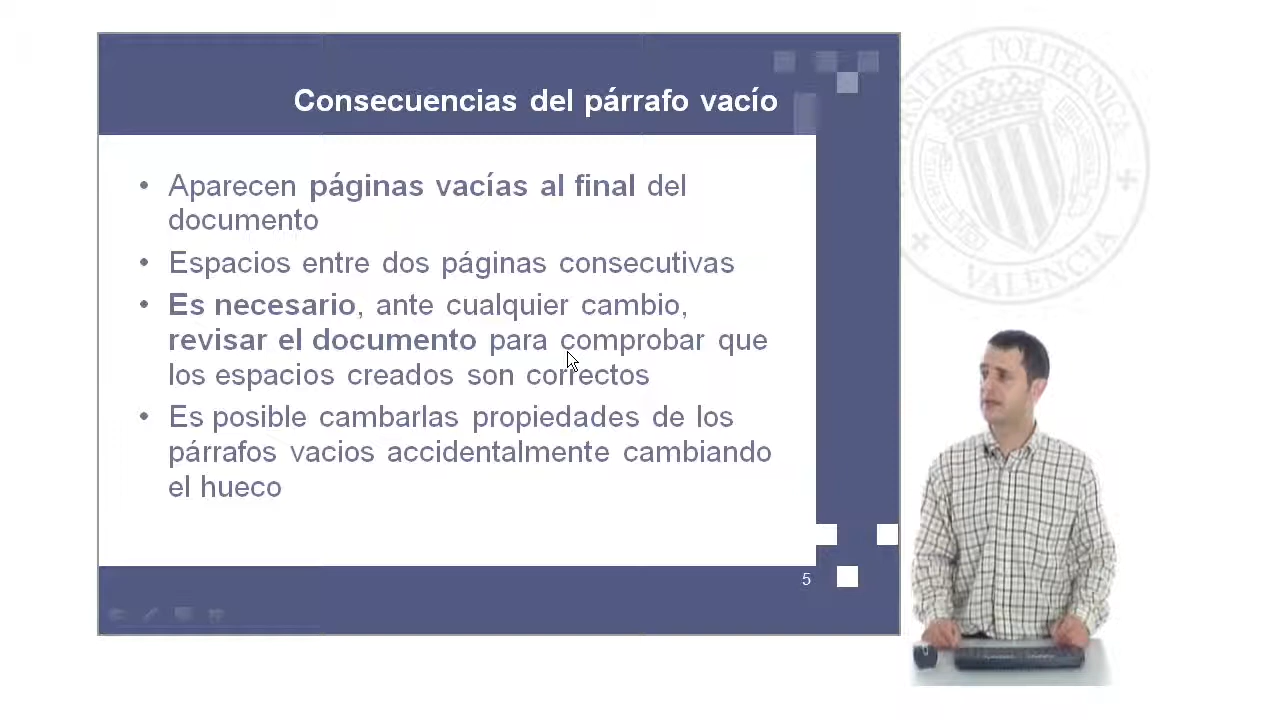 Consecuencias del párrafo vacío
• Aparecen páginas vacías al final del
documento
• Espacios entre dos páginas consecutivas
• Es necesario, ante cualquier cambio,
revisar el documento para comprobar que
los espacios creados son correctos
• Es posible cambarlas propiedades de los
párrafos vacios accidentalmente cambiando
el hueco
5
POLITECNICA
VALENCIA